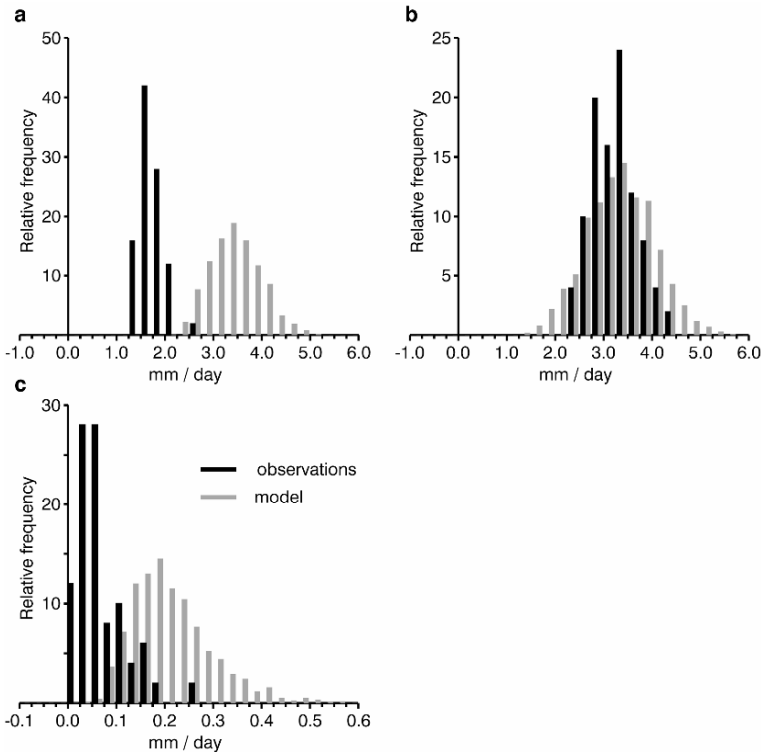 a
50
40
30
20
10
Relative frequency
-1.0 0.0 1.0 2.0 3.0 4.0 5.0 6.0
mm / day
b
25
20
15
10
5
Relative frequency
-1.0 0.0 1.0 2.0 3.0 4.0 5.0 6.0
mm / day
c
30
20
10
Relative frequency
observations
model
-0.1 0.0 0.1 0.2 0.3 0.4 0.5 0.6
mm / day